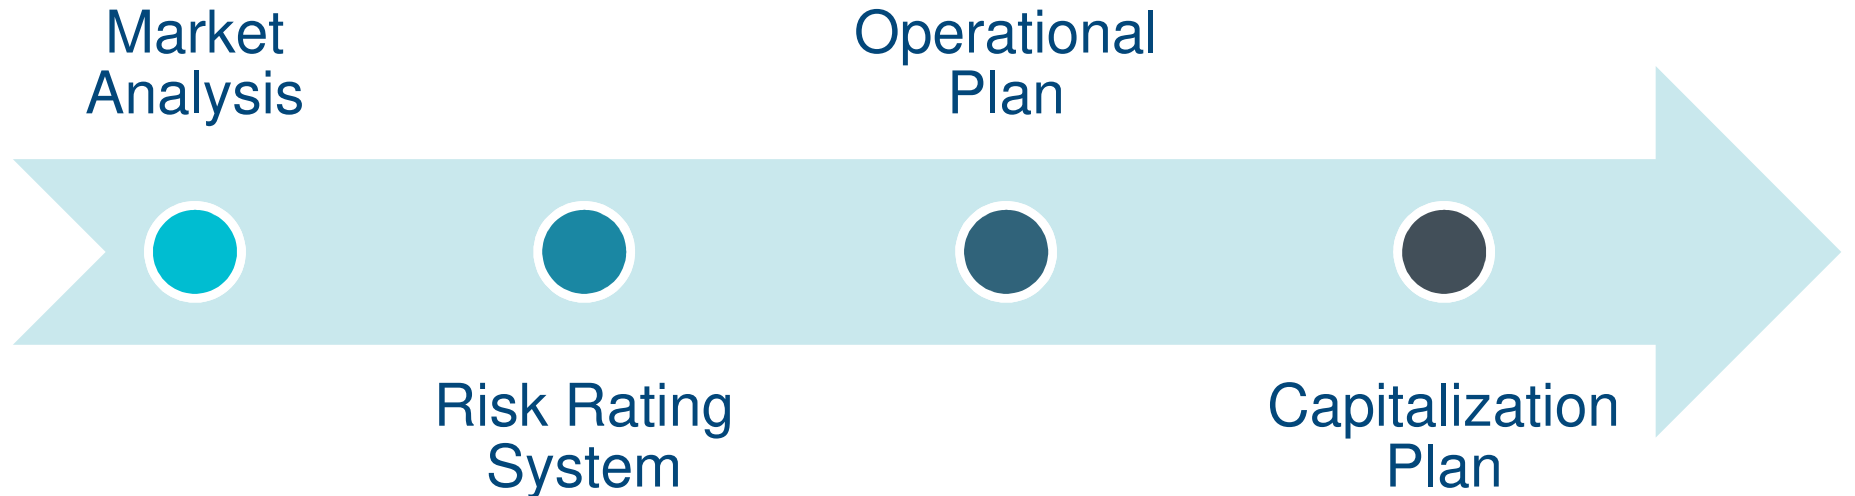 Market
Analysis
Risk Rating
System
Operational
Plan
Capitalization
Plan